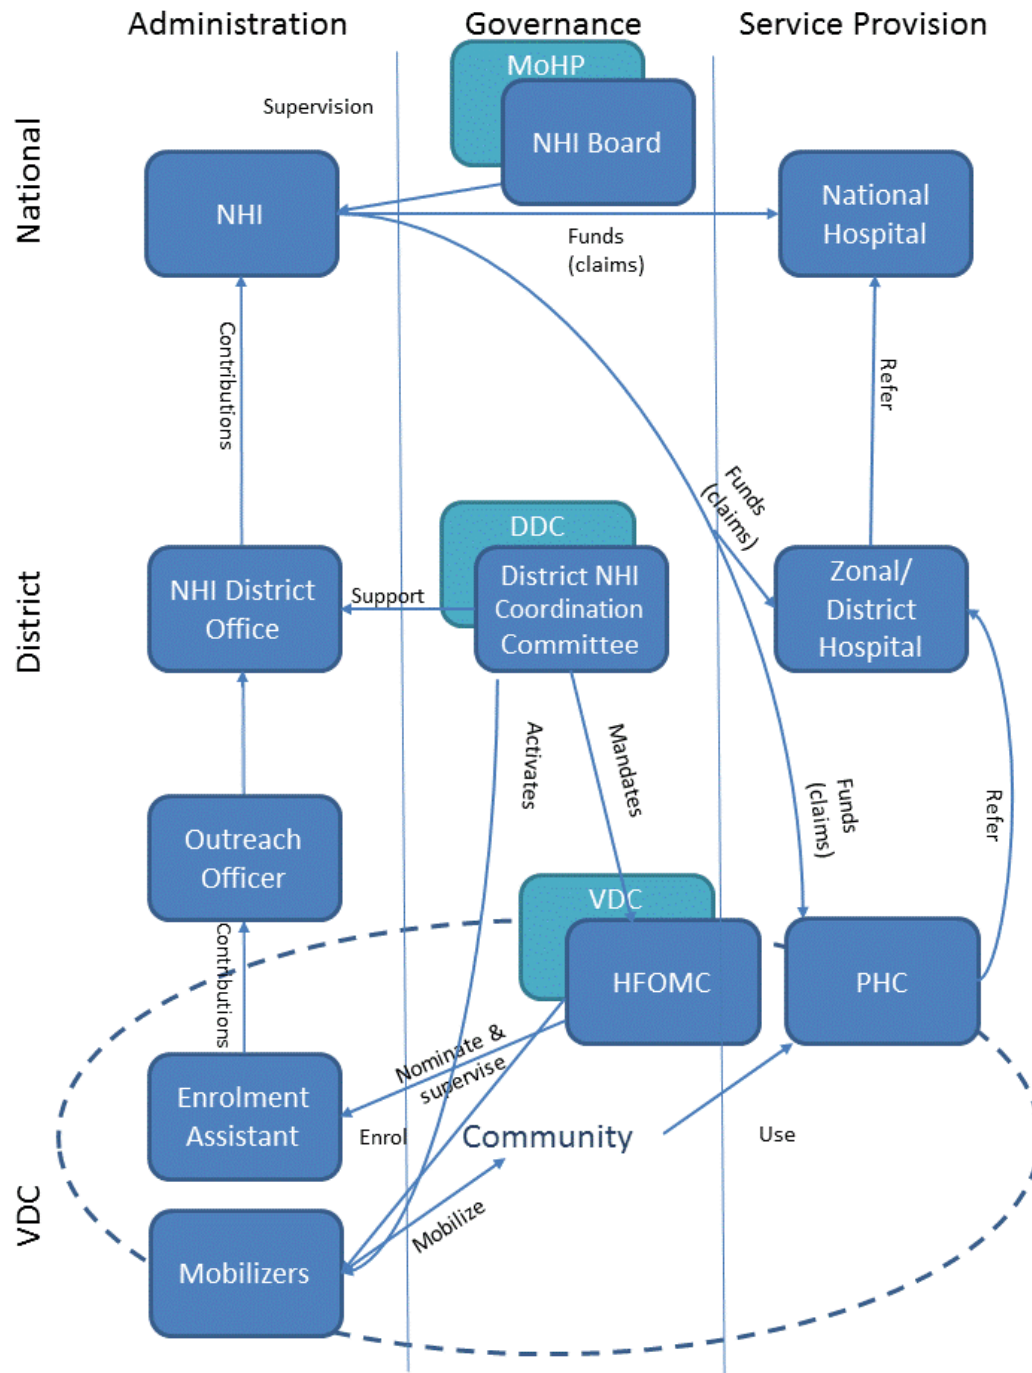 Administration
Governance
Service Provision
National
MoHP
Supervision
NHI Board
NHI
National
Hospital
Funds
(claims)
Contributions
Refer
Funds
(claims)
District
DDC
NHI District
Office
Support
District NHI
Coordination
Committee
Zonal/
District
Hospital
Activates
Mandates
Funds
(claims)
Refer
Outreach
Officer
VDC
HFOMC
PHC
Contributions
Nominate &
supervise
Enrolment
Assistant
Enrol
Community
Use
VDC
Mobilize
Mobilizers